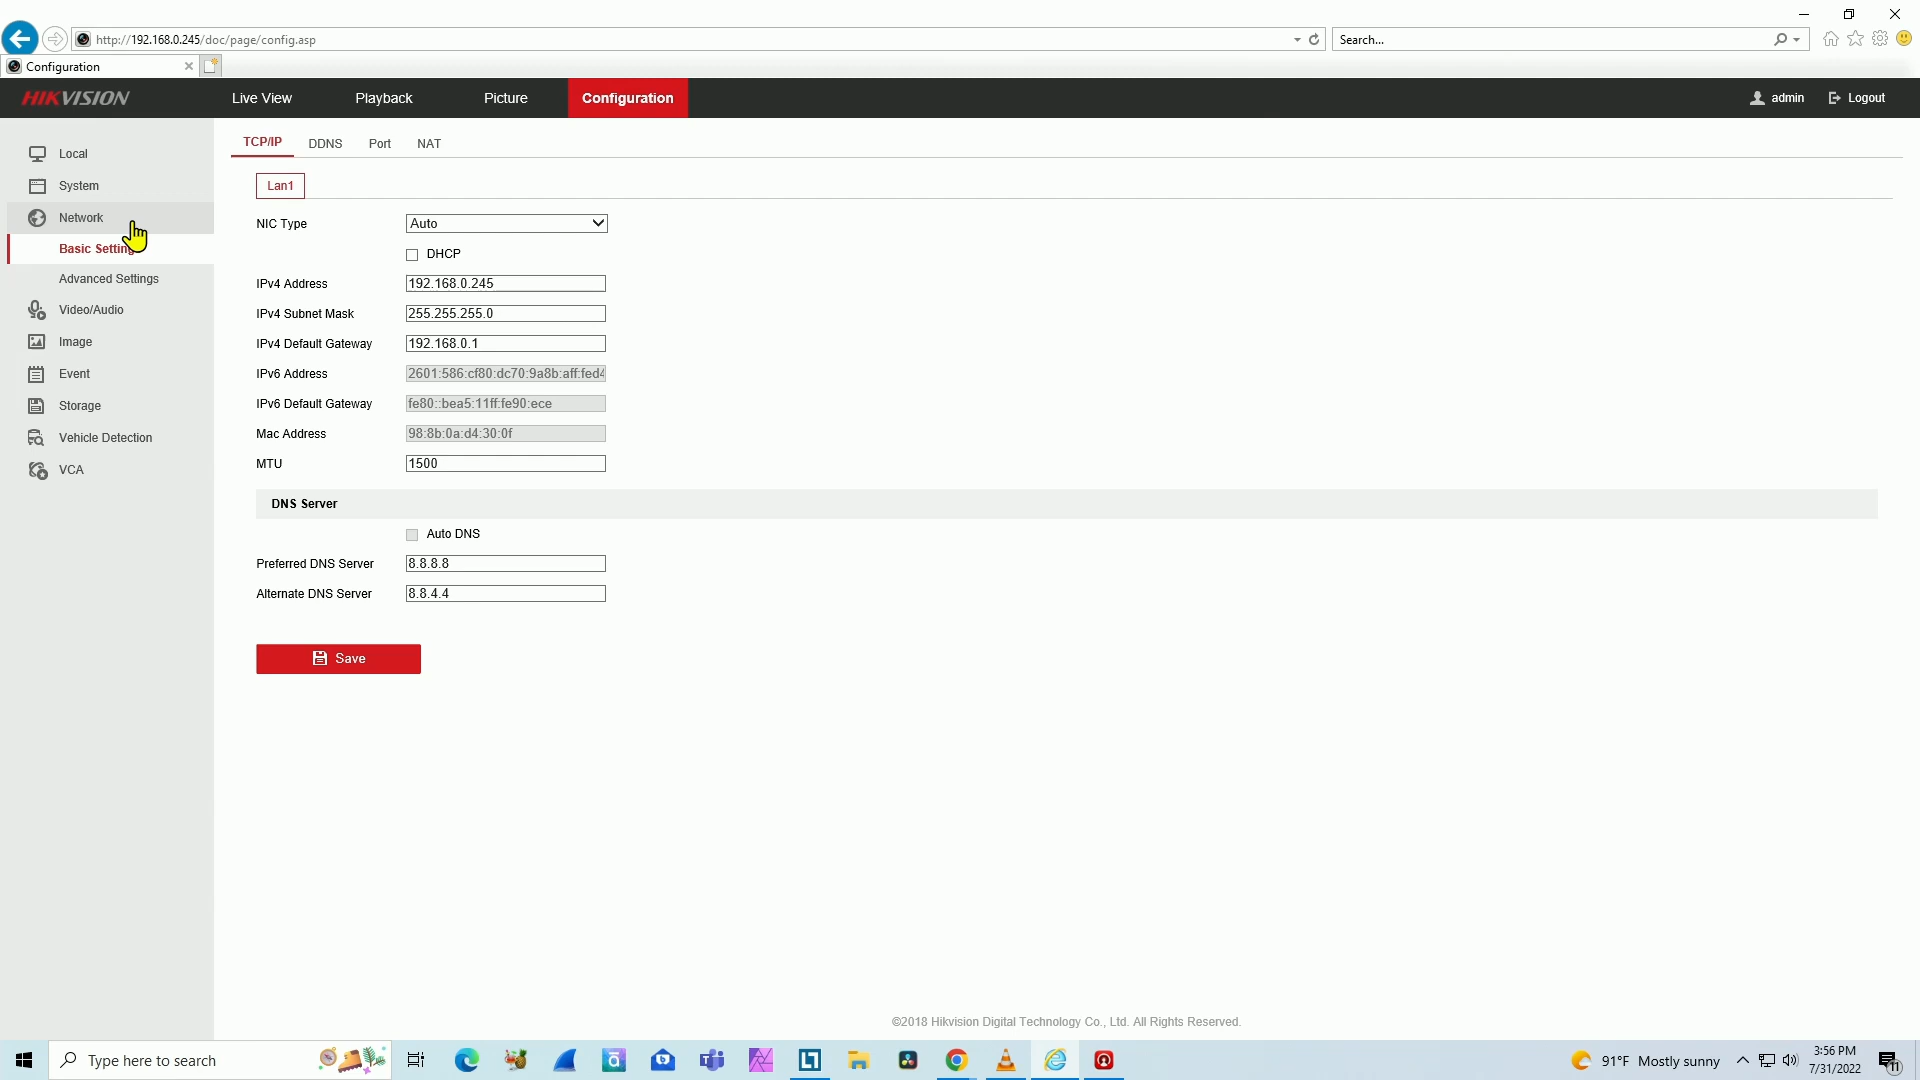 http://192.168.0.245/doc/page/config.asp
Search...
Configuration
HIKVISION
Live View
Playback
Picture
Configuration
admin
Logout
Local
System
Network
Basic Setting
Advanced Settings
Video/Audio
Image
Event
Storage
Vehicle Detection
VCA
TCP/IP
DDNS
Port
NAT
Lan1
NIC Type Auto
DHCP
IPv4 Address 192.168.0.245
IPv4 Subnet Mask 255.255.255.0
IPv4 Default Gateway 192.168.0.1
IPv6 Address 2601:586:cf80:dc70:9a8b:aff:fed4
IPv6 Default Gateway fe80::bea5:11ff:fe90:ece
Mac Address 98:8b:0a:d4:30:0f
MTU 1500
DNS Server
Auto DNS
Preferred DNS Server 8.8.8.8
Alternate DNS Server 8.8.4.4
Save
©2018 Hikvision Digital Technology Co., Ltd. All Rights Reserved.
Type here to search
91°F Mostly sunny
3:56 PM
7/31/2022
11